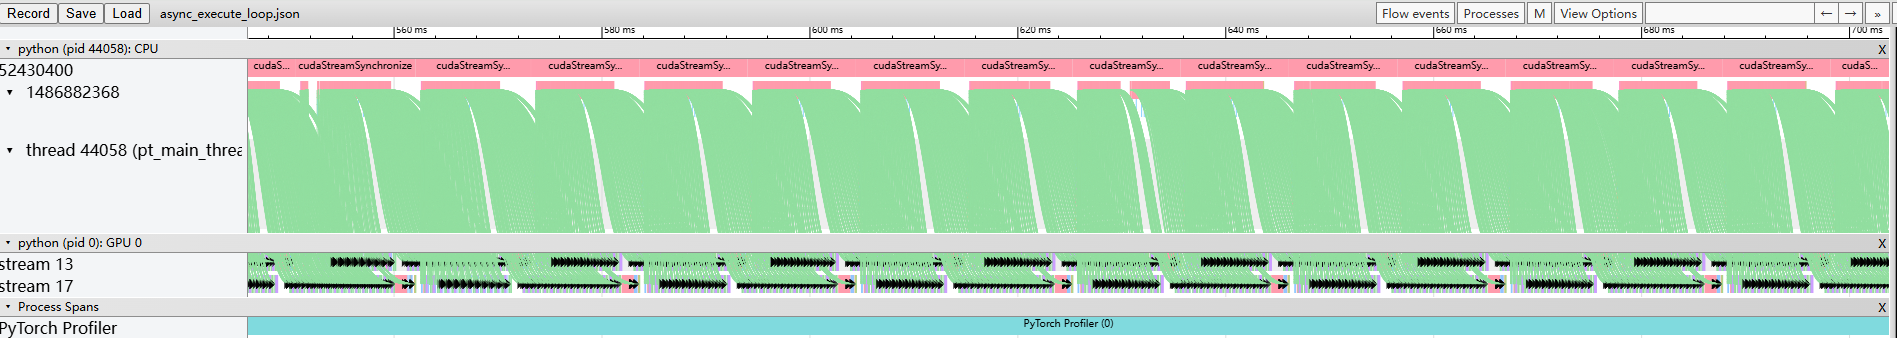 Record Save Load async_execute_loop.json Flow events Processes M View Options ← → »
560 ms 580 ms 600 ms 620 ms 640 ms 660 ms 680 ms 700 ms
python (pid 44058): CPU X
52430400 cudaS... cudaStreamSynchronize cudaStreamSy... cudaStreamSy... cudaStreamSy... cudaStreamSy... cudaStreamSy... cudaStreamSy... cudaStreamSy... cudaStreamSy... cudaStreamSy... cudaStreamSy... cudaStreamSy... cudaStreamSy... cudaStreamSy... cudaS...
1486882368
thread 44058 (pt_main_threa
python (pid 0): GPU 0 X
stream 13
stream 17
Process Spans X
PyTorch Profiler PyTorch Profiler (0)